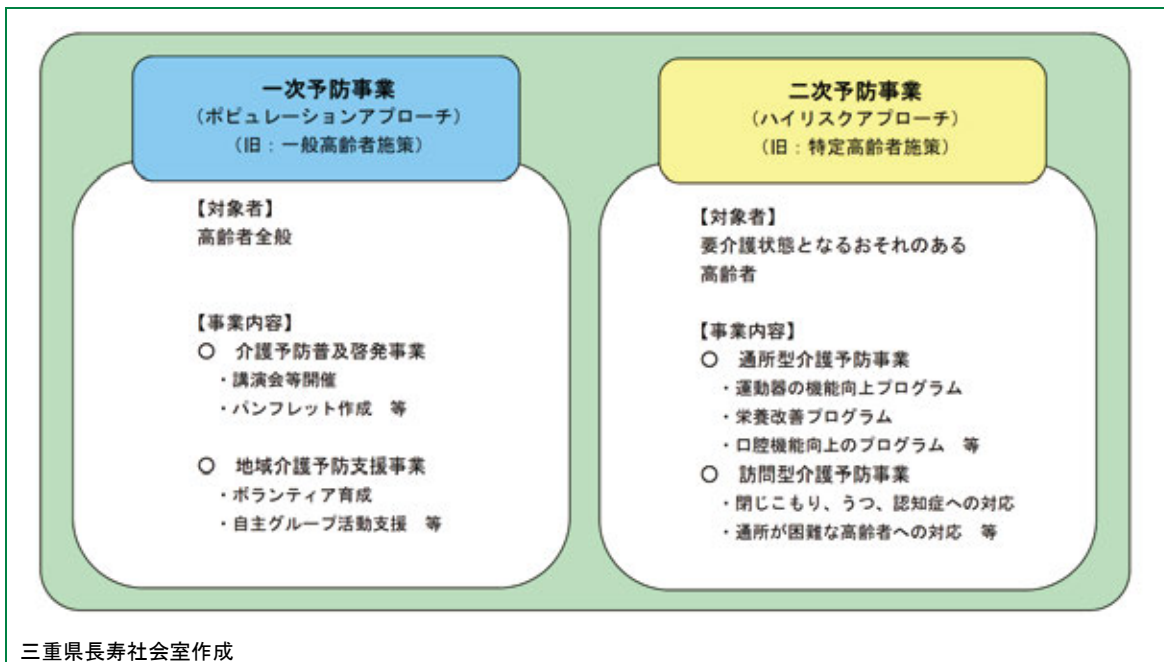 一次予防事業
(ポピュレーションアプローチ)
(旧：一般高齢者施策)
【対象者】
高齢者全般
【事業内容】
○ 介護予防普及啓発事業
・講演会等開催
・パンフレット作成 等
○ 地域介護予防支援事業
・ボランティア育成
・自主グループ活動支援 等
二次予防事業
(ハイリスクアプローチ)
(旧：特定高齢者施策)
【対象者】
要介護状態となるおそれのある
高齢者
【事業内容】
○ 通所型介護予防事業
・運動器の機能向上プログラム
・栄養改善プログラム
・口腔機能向上のプログラム 等
○ 訪問型介護予防事業
・閉じこもり、うつ、認知症への対応
・通所が困難な高齢者への対応 等
三重県長寿社会室作成